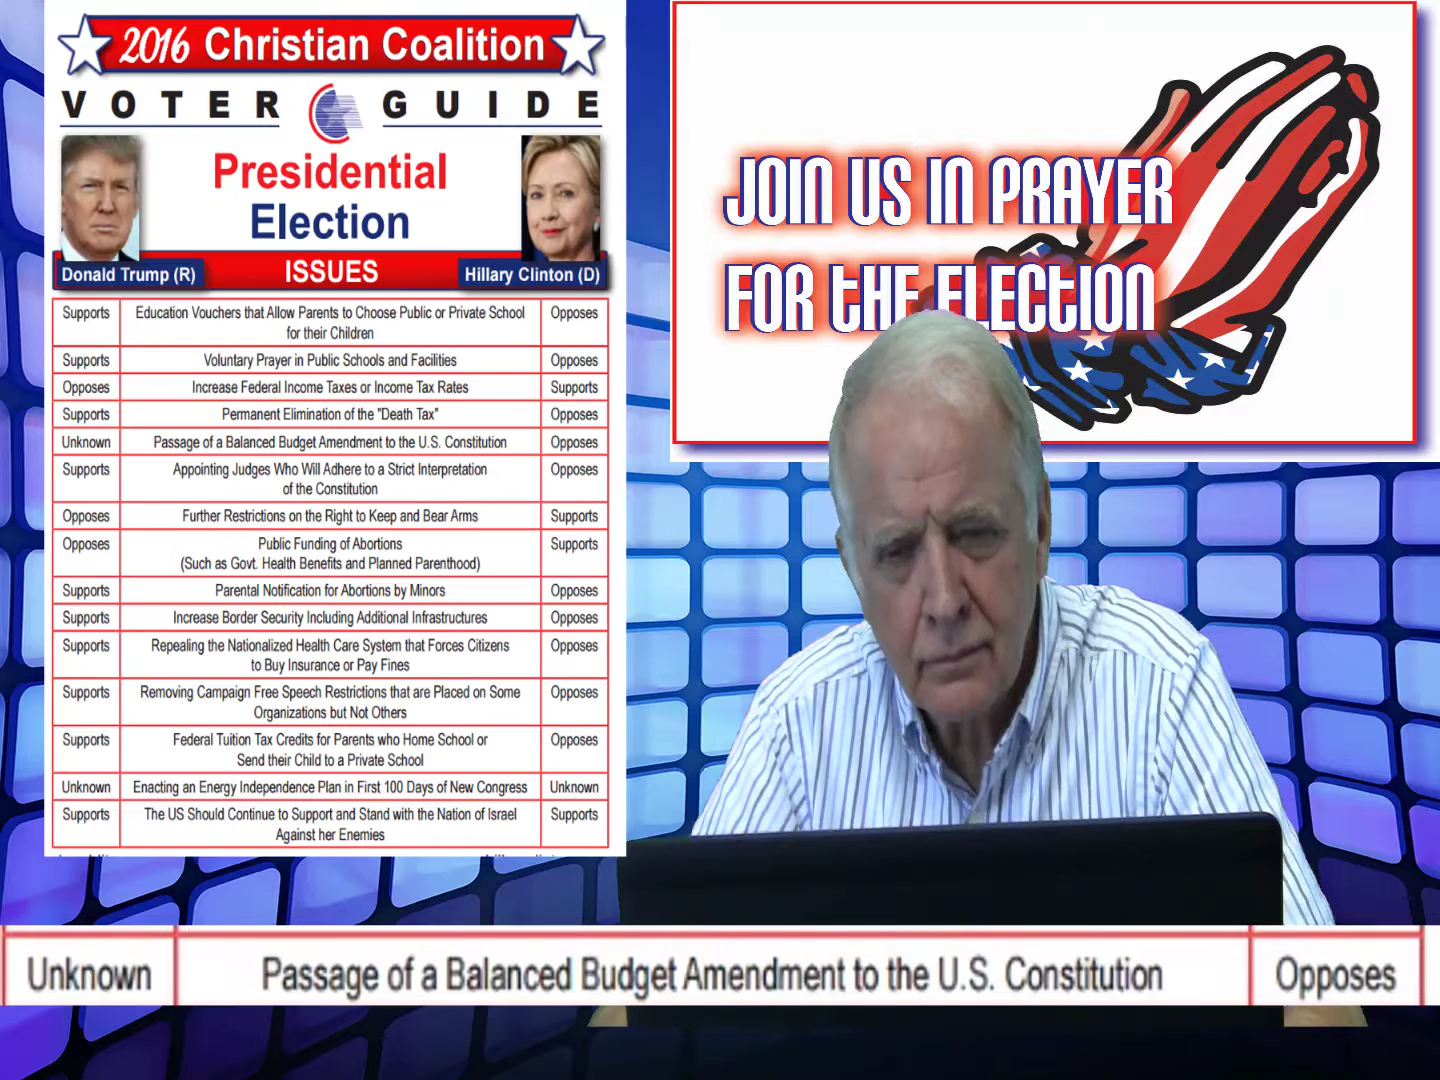 2016 Christian Coalition
VOTER GUIDE
Presidential
Election
Donald Trump (R) ISSUES Hillary Clinton (D)
Supports Education Vouchers that Allow Parents to Choose Public or Private School Opposes
for their Children
Supports Voluntary Prayer in Public Schools and Facilities Opposes
Opposes Increase Federal Income Taxes or Income Tax Rates Supports
Supports Permanent Elimination of the "Death Tax" Opposes
Unknown Passage of a Balanced Budget Amendment to the U.S. Constitution Opposes
Supports Appointing Judges Who Will Adhere to a Strict Interpretation Opposes
of the Constitution
Opposes Further Restrictions on the Right to Keep and Bear Arms Supports
Opposes Public Funding of Abortions Supports
(Such as Govt. Health Benefits and Planned Parenthood)
Supports Parental Notification for Abortions by Minors Opposes
Supports Increase Border Security Including Additional Infrastructures Opposes
Supports Repealing the Nationalized Health Care System that Forces Citizens Opposes
to Buy Insurance or Pay Fines
Supports Removing Campaign Free Speech Restrictions that are Placed on Some Opposes
Organizations but Not Others
Supports Federal Tuition Tax Credits for Parents who Home School or Opposes
Send their Child to a Private School
Unknown Enacting an Energy Independence Plan in First 100 Days of New Congress Unknown
Supports The US Should Continue to Support and Stand with the Nation of Israel Supports
Against her Enemies
JOIN US IN PRAYER
FOR THE ELECTION
Unknown Passage of a Balanced Budget Amendment to the U.S. Constitution Opposes